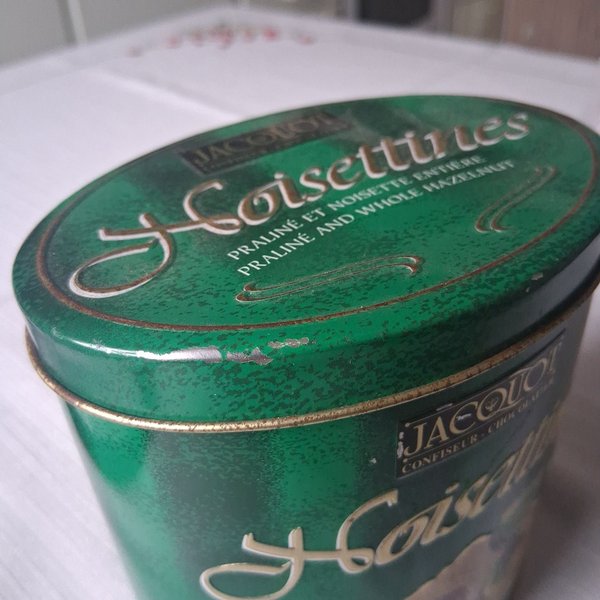 JACQUOT
Noisettines
PRALINÉ ET NOISETTE ENTIÈRE
PRALINÉ AND WHOLE HAZELNUT
JACQUOT
CONFISEUR - CHOCOLATIER